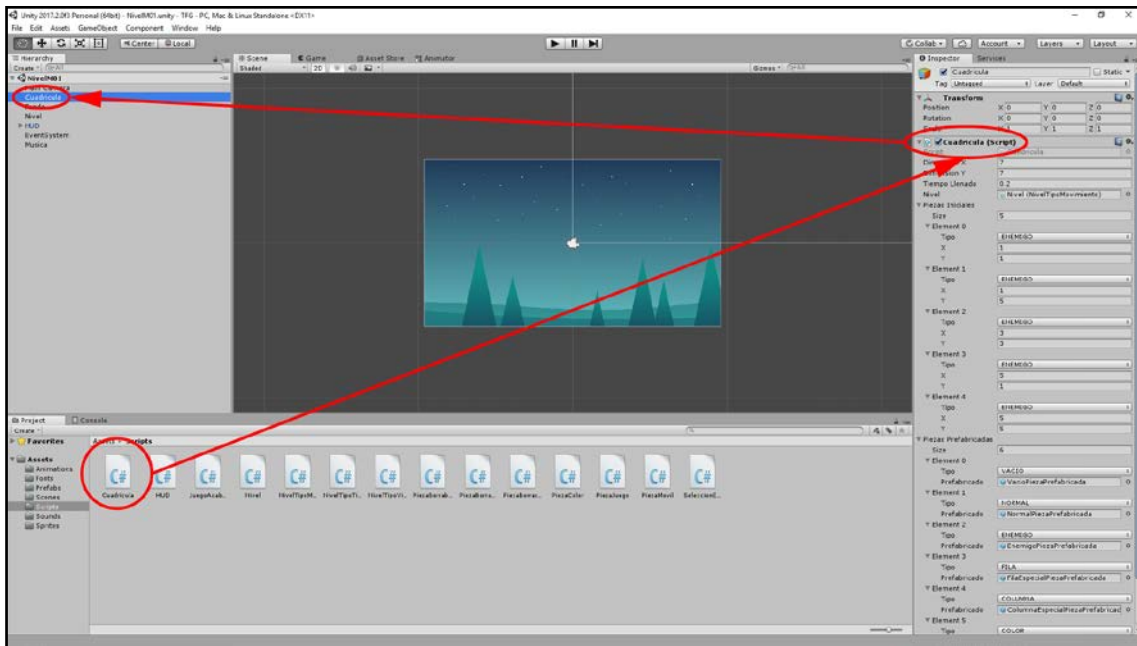 Unity 2017.2.0f3 Personal (64bit) - NivelM01.unity - TFG - PC, Mac & Linux Standalone <DX11>
File Edit Assets GameObject Component Window Help
Center Local
Collab Account Layers Layout
Hierarchy
Create
Scene Game Asset Store Animator
Shaded 2D Gizmos
Inspector Services
NivelM01
Cuadricula
Nivel
HUD
EventSystem
Musica
Cuadricula Static
Tag Untagged Layer Default
Transform
Position X 0 Y 0 Z 0
Rotation X 0 Y 0 Z 0
Y 1 Z 1
Cuadricula (Script)
7
Dimension Y 7
Tiempo Llenado 0.2
Nivel Nivel (NivelTipoMovimiento)
Piezas Iniciales
Size 5
Element 0
Tipo ENEMIGO
X 1
Y 1
Element 1
Tipo ENEMIGO
X 1
Y 5
Element 2
Tipo ENEMIGO
X 3
Y 3
Element 3
Tipo ENEMIGO
X 5
Y 1
Element 4
Tipo ENEMIGO
X 5
Y 5
Piezas Prefabricadas
Size 6
Element 0
Tipo VACIO
Prefabricado VacioPiezaPrefabricada
Element 1
Tipo NORMAL
Prefabricado NormalPiezaPrefabricada
Element 2
Tipo ENEMIGO
Prefabricado EnemigoPiezaPrefabricada
Element 3
Tipo FILA
Prefabricado FilaEspecialPiezaPrefabricada
Element 4
Tipo COLUMNA
Prefabricado ColumnaEspecialPiezaPrefabricad
Element 5
Tipo COLOR
Project Console
Create
Favorites
Assets
Animations
Fonts
Prefabs
Scenes
Scripts
Sounds
Sprites
Assets Scripts
C# C# C# C# C# C# C# C# C# C# C# C# C# C#
Cuadricula HUD JuegoAcab... Nivel NivelTipoM... NivelTipoTi... NivelTipoVi... PiezaBorrab... PiezaBorra... PiezaBorrar... PiezaColor PiezaJuego PiezaMovil SeleccionE...